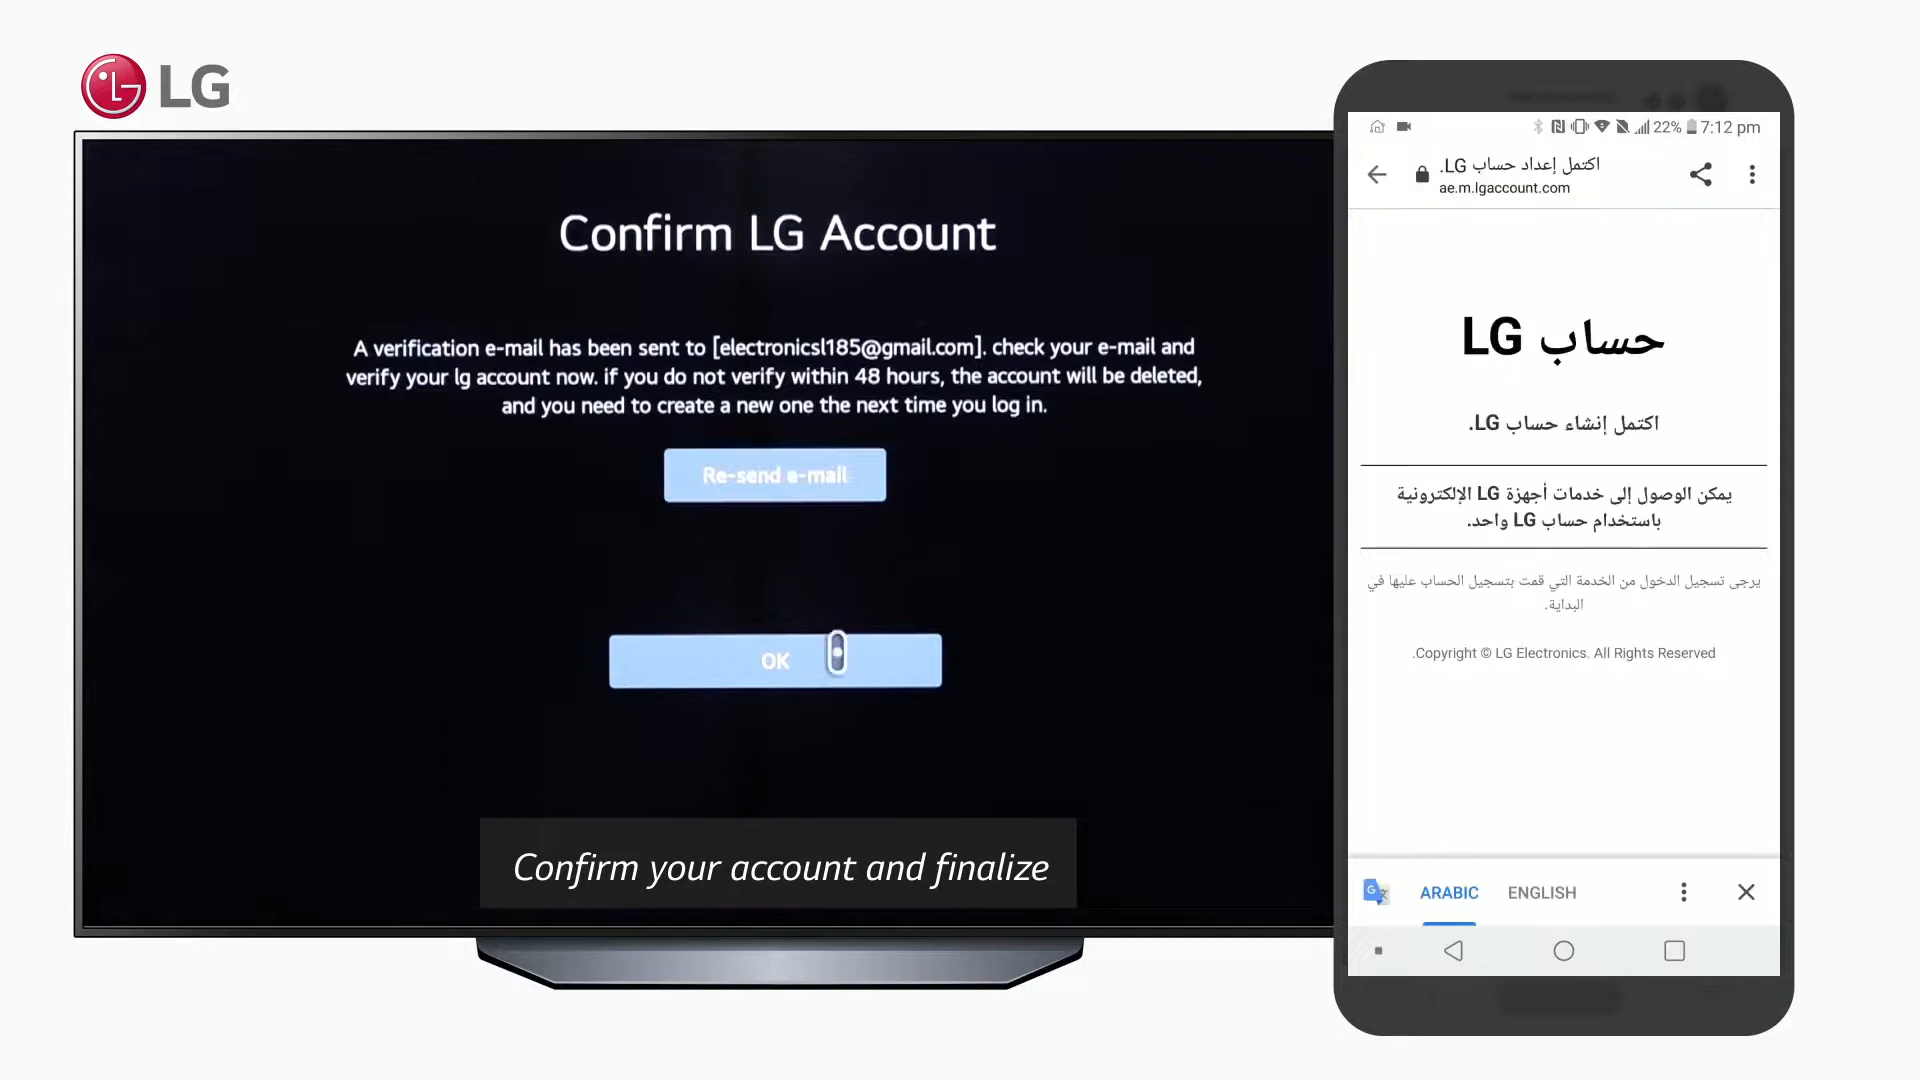 LG
Confirm LG Account
A verification e-mail has been sent to [electronicsl185@gmail.com]. check your e-mail and
verify your lg account now. if you do not verify within 48 hours, the account will be deleted,
and you need to create a new one the next time you log in.
Re-send e-mail
OK
Confirm your account and finalize
22% 7:12 pm
اكتمل إعداد حساب LG.
ae.m.lgaccount.com
حساب LG
اكتمل إنشاء حساب LG.
يمكن الوصول إلى خدمات أجهزة LG الإلكترونية
باستخدام حساب LG واحد.
يرجى تسجيل الدخول من الخدمة التي قمت بتسجيل الحساب عليها في
البداية.
.Copyright © LG Electronics. All Rights Reserved
ARABIC ENGLISH